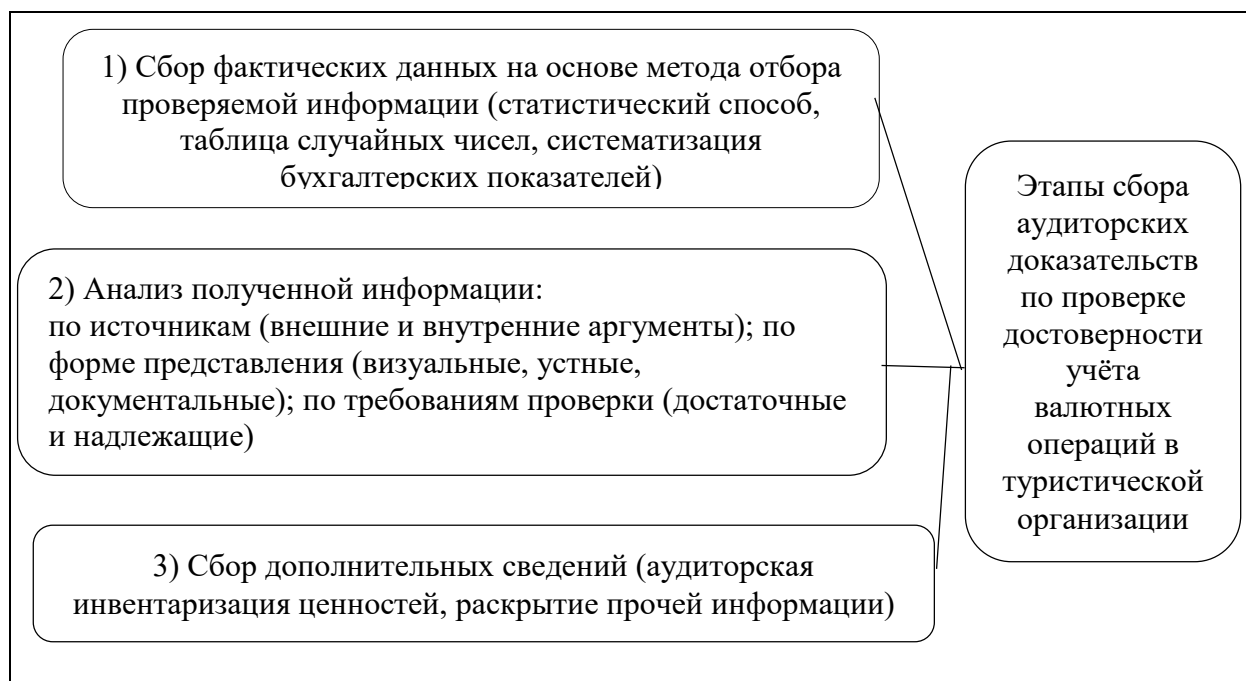 1) Сбор фактических данных на основе метода отбора
проверяемой информации (статистический способ,
таблица случайных чисел, систематизация
бухгалтерских показателей)
2) Анализ полученной информации:
по источникам (внешние и внутренние аргументы); по
форме представления (визуальные, устные,
документальные); по требованиям проверки (достаточные
и надлежащие)
3) Сбор дополнительных сведений (аудиторская
инвентаризация ценностей, раскрытие прочей информации)
Этапы сбора
аудиторских
доказательств
по проверке
достоверности
учёта
валютных
операций в
туристической
организации